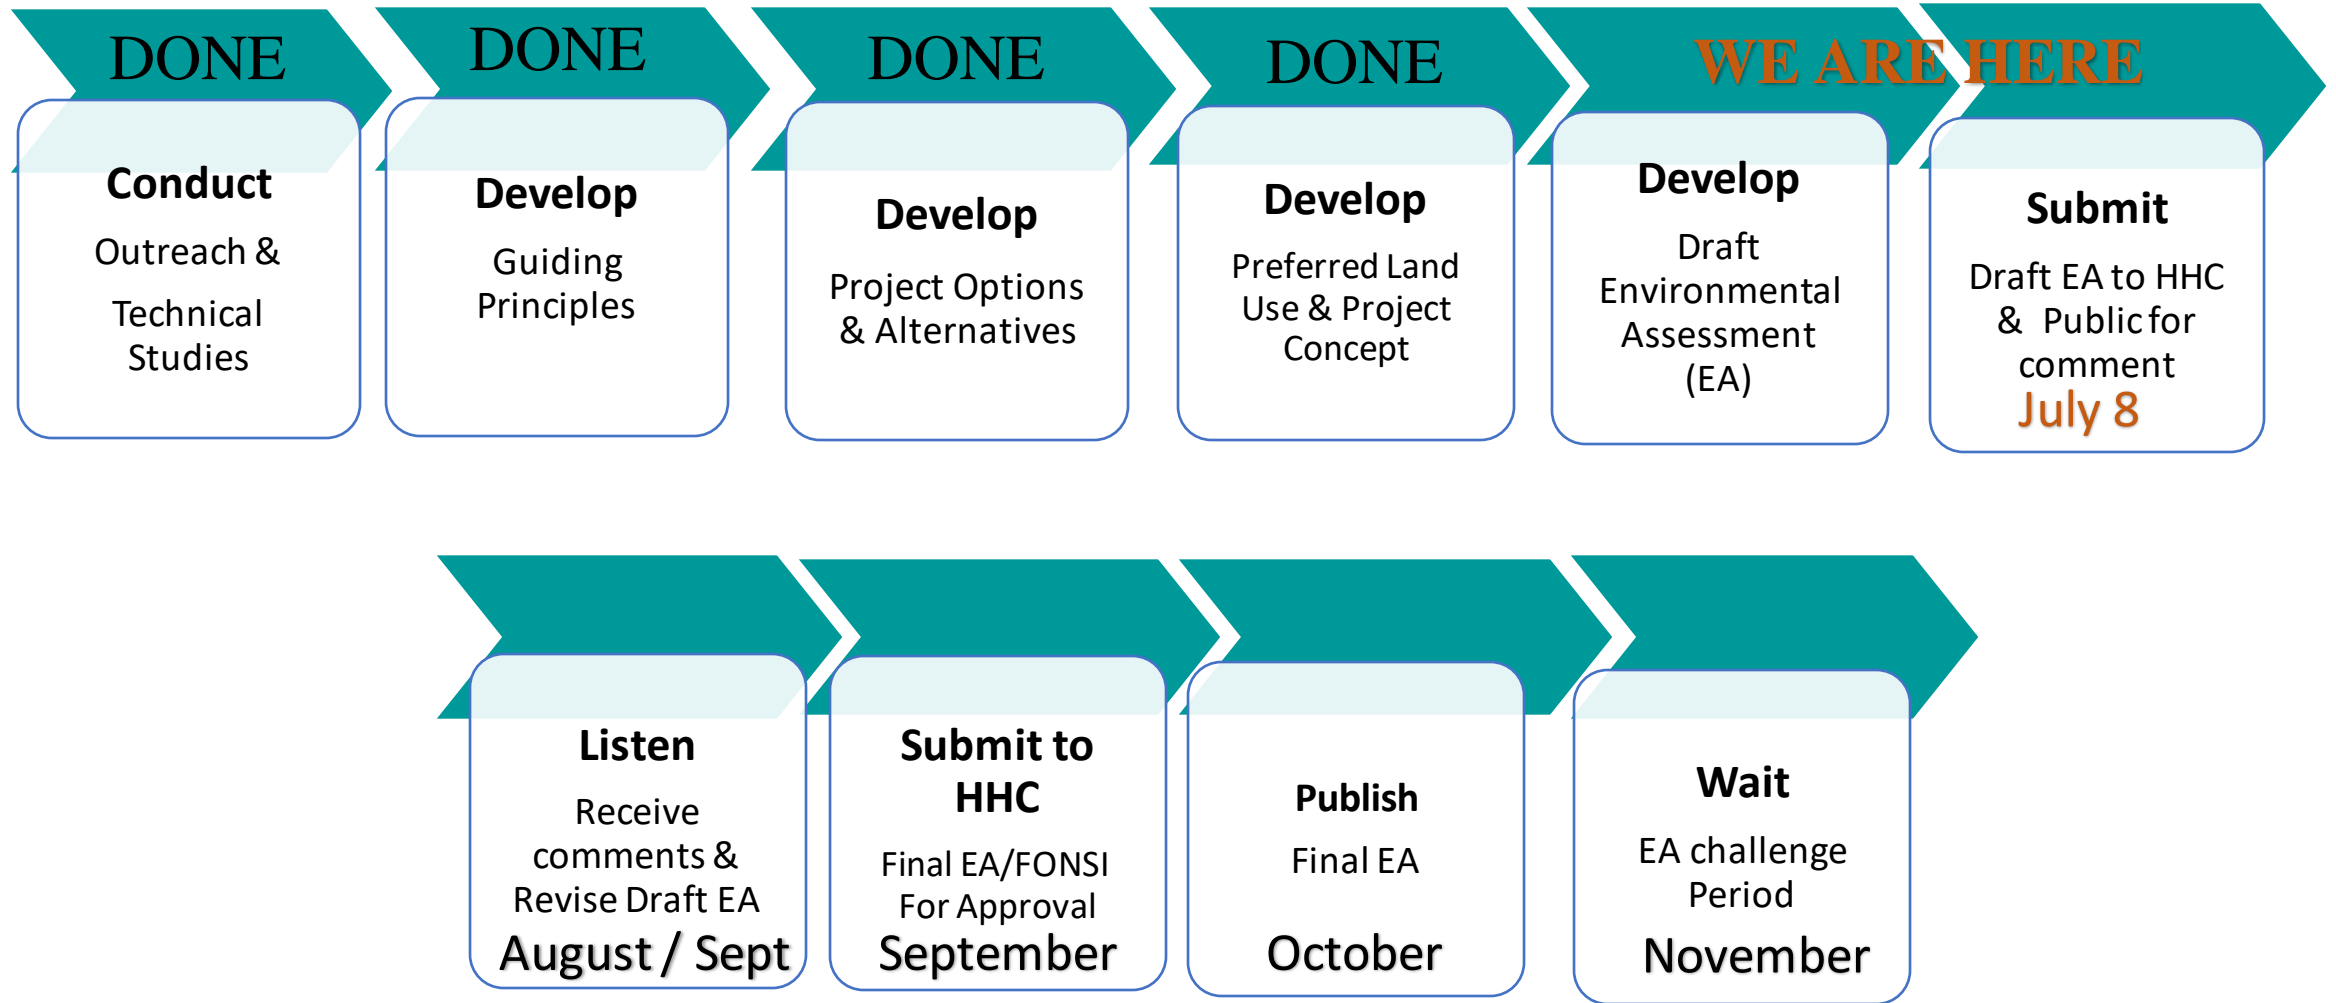 DONE
Conduct
Outreach &
Technical
Studies
DONE
Develop
Guiding
Principles
DONE
Develop
Project Options
& Alternatives
DONE
Develop
Preferred Land
Use & Project
Concept
WE ARE HERE
Develop
Draft
Environmental
Assessment
(EA)
Submit
Draft EA to HHC
& Public for
comment
July 8
Listen
Receive
comments &
Revise Draft EA
August / Sept
Submit to
HHC
Final EA/FONSI
For Approval
September
Publish
Final EA
October
Wait
EA challenge
Period
November